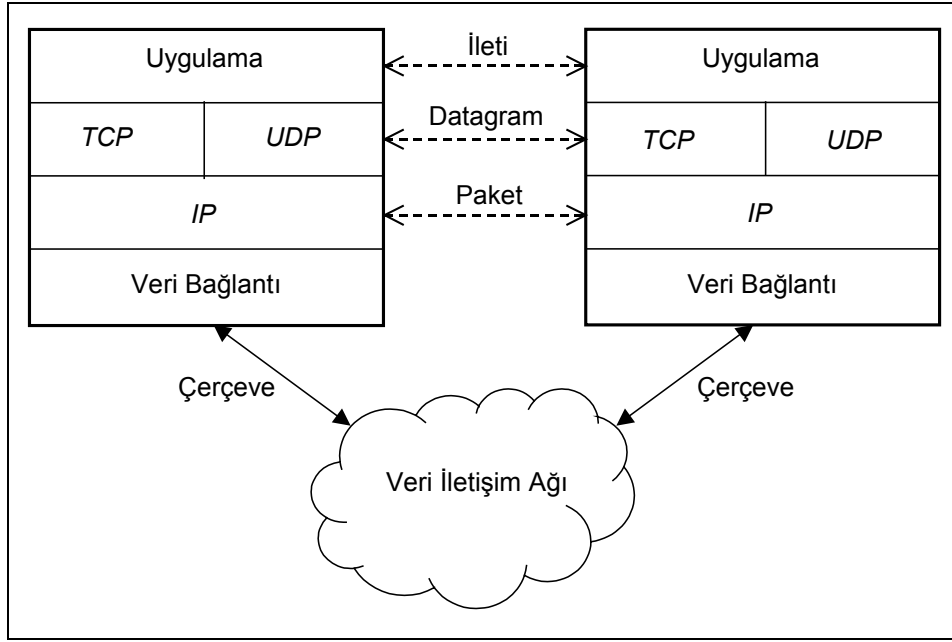 Uygulama İleti Uygulama
TCP UDP Datagram TCP UDP
IP Paket IP
Veri Bağlantı Veri Bağlantı
Çerçeve Çerçeve
Veri İletişim Ağı